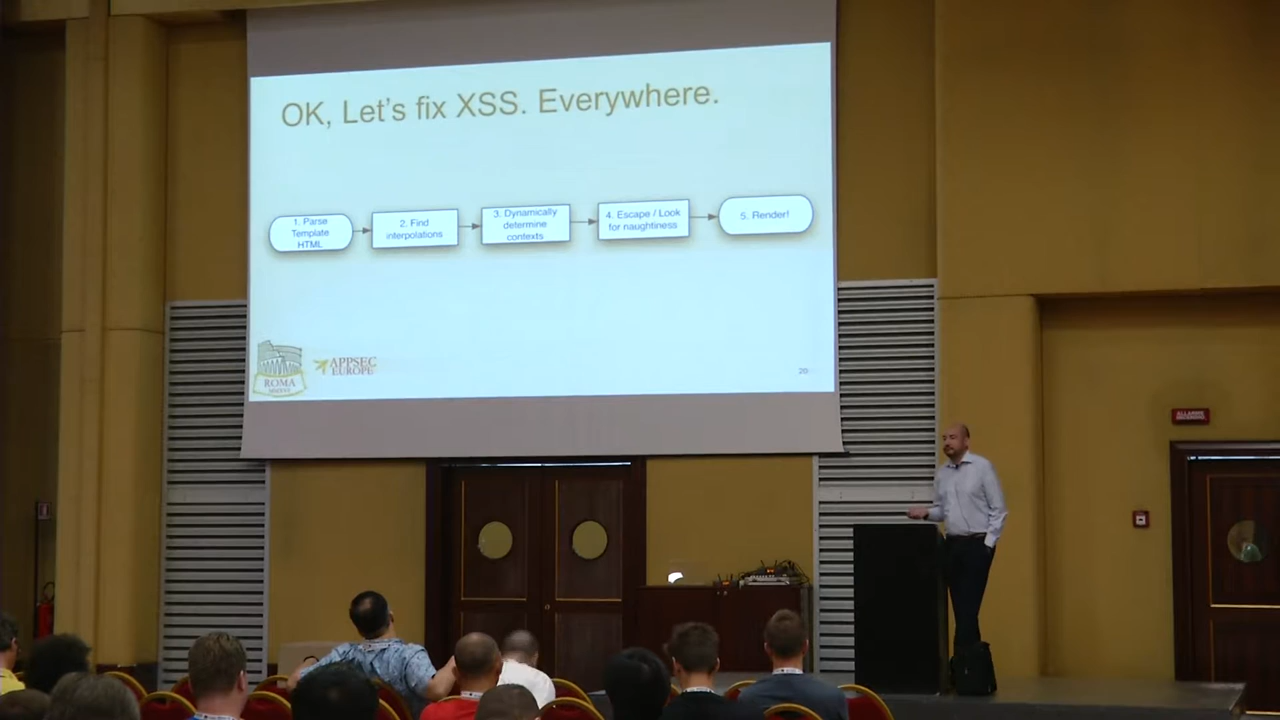 OK, Let's fix XSS. Everywhere.
1. Parse
Template
HTML
2. Find
interpolations
3. Dynamically
determine
contexts
4. Escape / Look
for naughtiness
5. Render!
ROMA
APPSEC
EUROPE
20